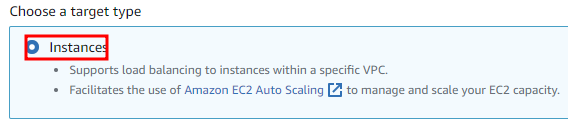 Choose a target type
Instances
Supports load balancing to instances within a specific VPC.
Facilitates the use of Amazon EC2 Auto Scaling to manage and scale your EC2 capacity.